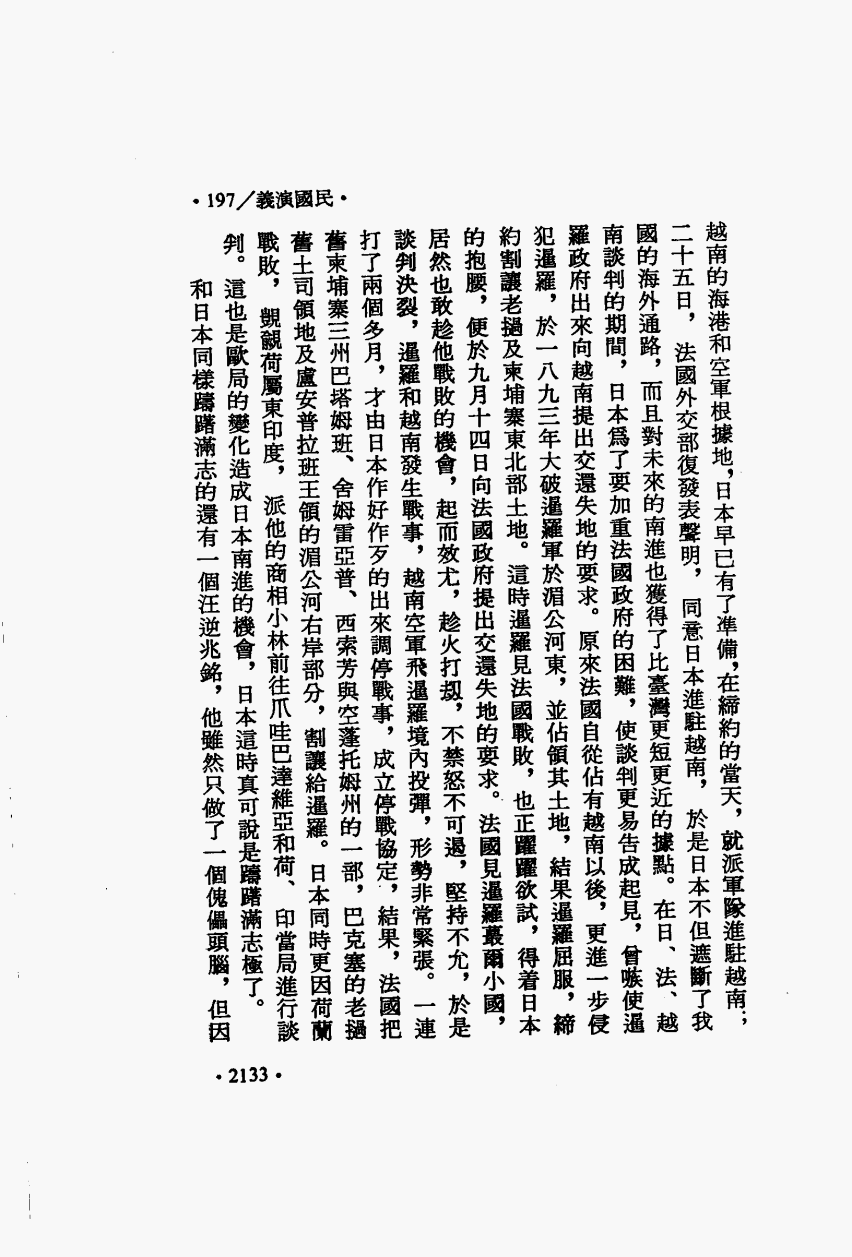 •民國演義/197•
越南的海港和空軍根據地，日本早已有了準備，在締約的當天，就派軍隊進駐越南；
二十五日，法國外交部復發表聲明，同意日本進駐越南，於是日本不但遮斷了我
國的海外通路，而且對未來的南進也獲得了比臺灣更短更近的據點。在日、法、越
南談判的期間，日本爲了要加重法國政府的困難，使談判更易告成起見，曾嗾使暹
羅政府出來向越南提出交還失地的要求。原來法國自從佔有越南以後，更進一步侵
犯暹羅，於一八九三年大破暹羅軍於湄公河東，並佔領其土地，結果暹羅屈服，締
約割讓老撾及柬埔寨東北部土地。這時暹羅見法國戰敗，也正躍躍欲試，得着日本
的抱腰，便於九月十四日向法國政府提出交還失地的要求。法國見暹羅蕞爾小國，
居然也敢趁他戰敗的機會，起而效尤，趁火打刼，不禁怒不可遏，堅持不允，於是
談判決裂，暹羅和越南發生戰事，越南空軍飛暹羅境內投彈，形勢非常緊張。一連
打了兩個多月，才由日本作好作歹的出來調停戰事，成立停戰協定，結果，法國把
舊柬埔寨三州巴塔姆班、舍姆雷亞普、西索芳與空蓬托姆州的一部，巴克塞的老撾
舊土司領地及盧安普拉班王領的湄公河右岸部分，割讓給暹羅。日本同時更因荷蘭
戰敗，覬覦荷屬東印度，派他的商相小林前往爪哇巴達維亞和荷、印當局進行談
判。這也是歐局的變化造成日本南進的機會，日本這時真可說是躊躇滿志極了。
和日本同樣躊躇滿志的還有一個汪逆兆銘，他雖然只做了一個傀儡頭腦，但因
•2133•